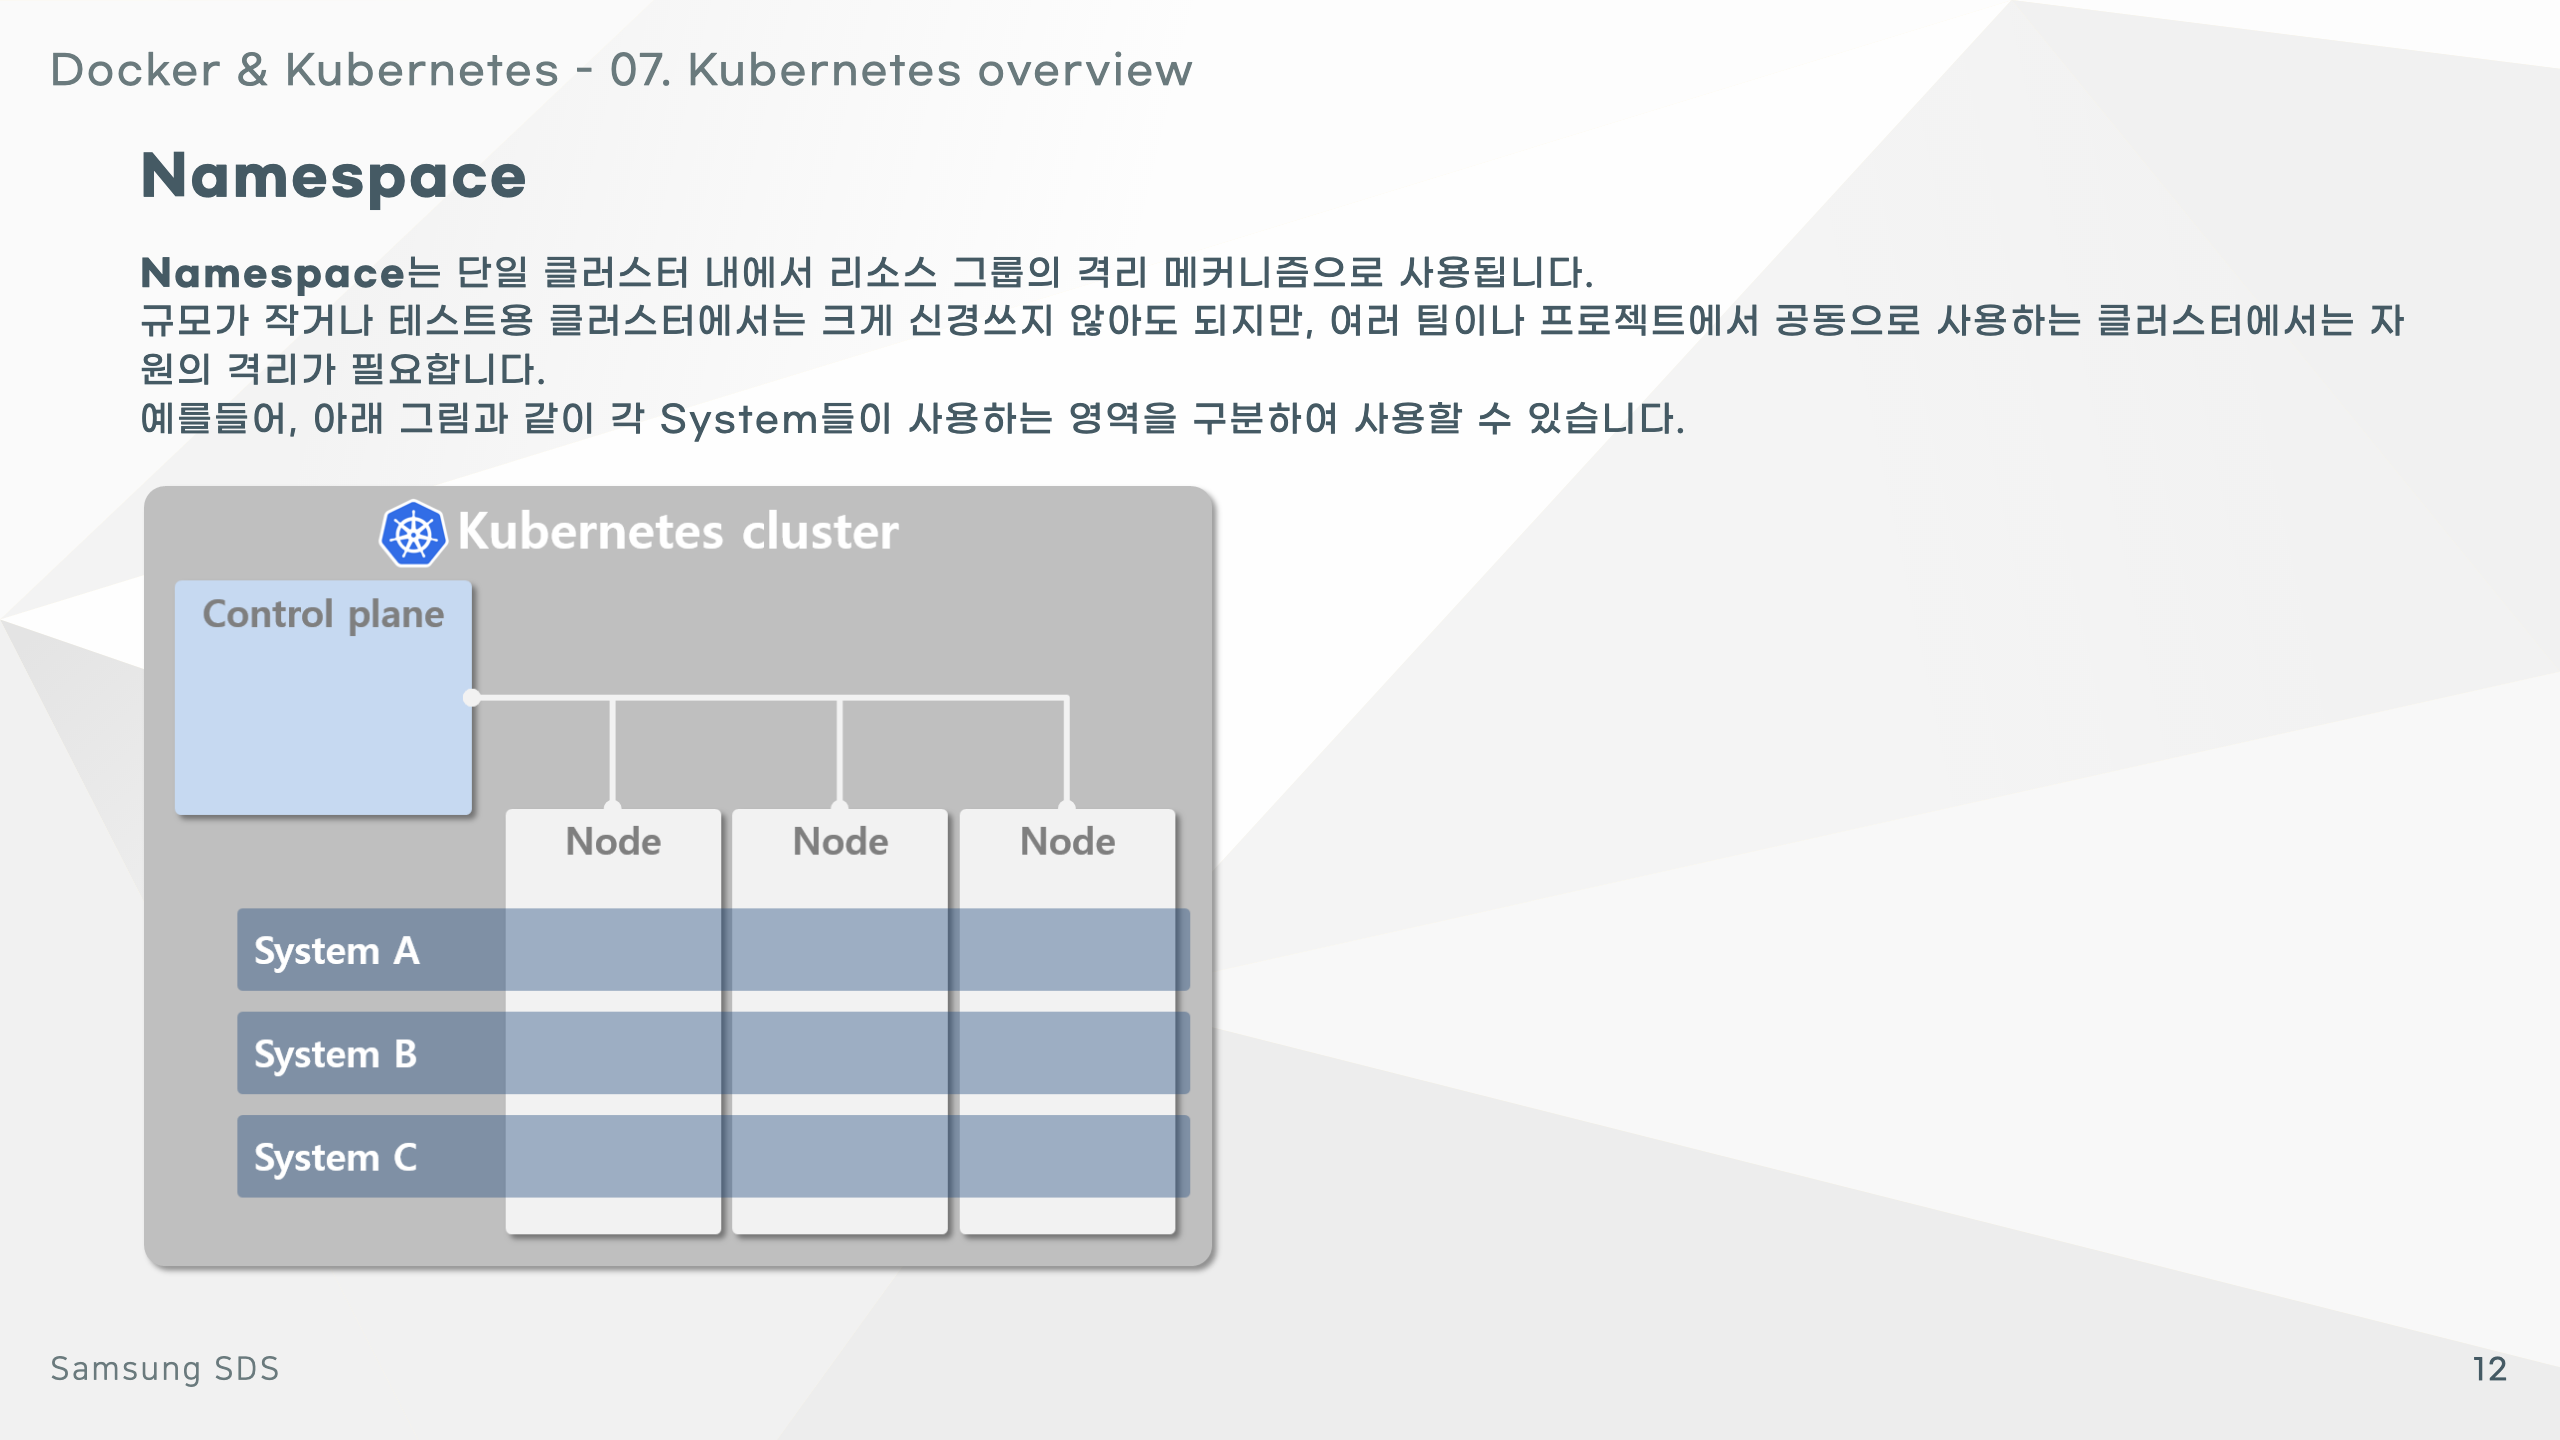 Docker & Kubernetes - 07. Kubernetes overview
Namespace
Namespace는 단일 클러스터 내에서 리소스 그룹의 격리 메커니즘으로 사용됩니다.
규모가 작거나 테스트용 클러스터에서는 크게 신경쓰지 않아도 되지만, 여러 팀이나 프로젝트에서 공동으로 사용하는 클러스터에서는 자
원의 격리가 필요합니다.
예를들어, 아래 그림과 같이 각 System들이 사용하는 영역을 구분하여 사용할 수 있습니다.
Kubernetes cluster
Control plane
Node Node Node
System A
System B
System C
Samsung SDS
12